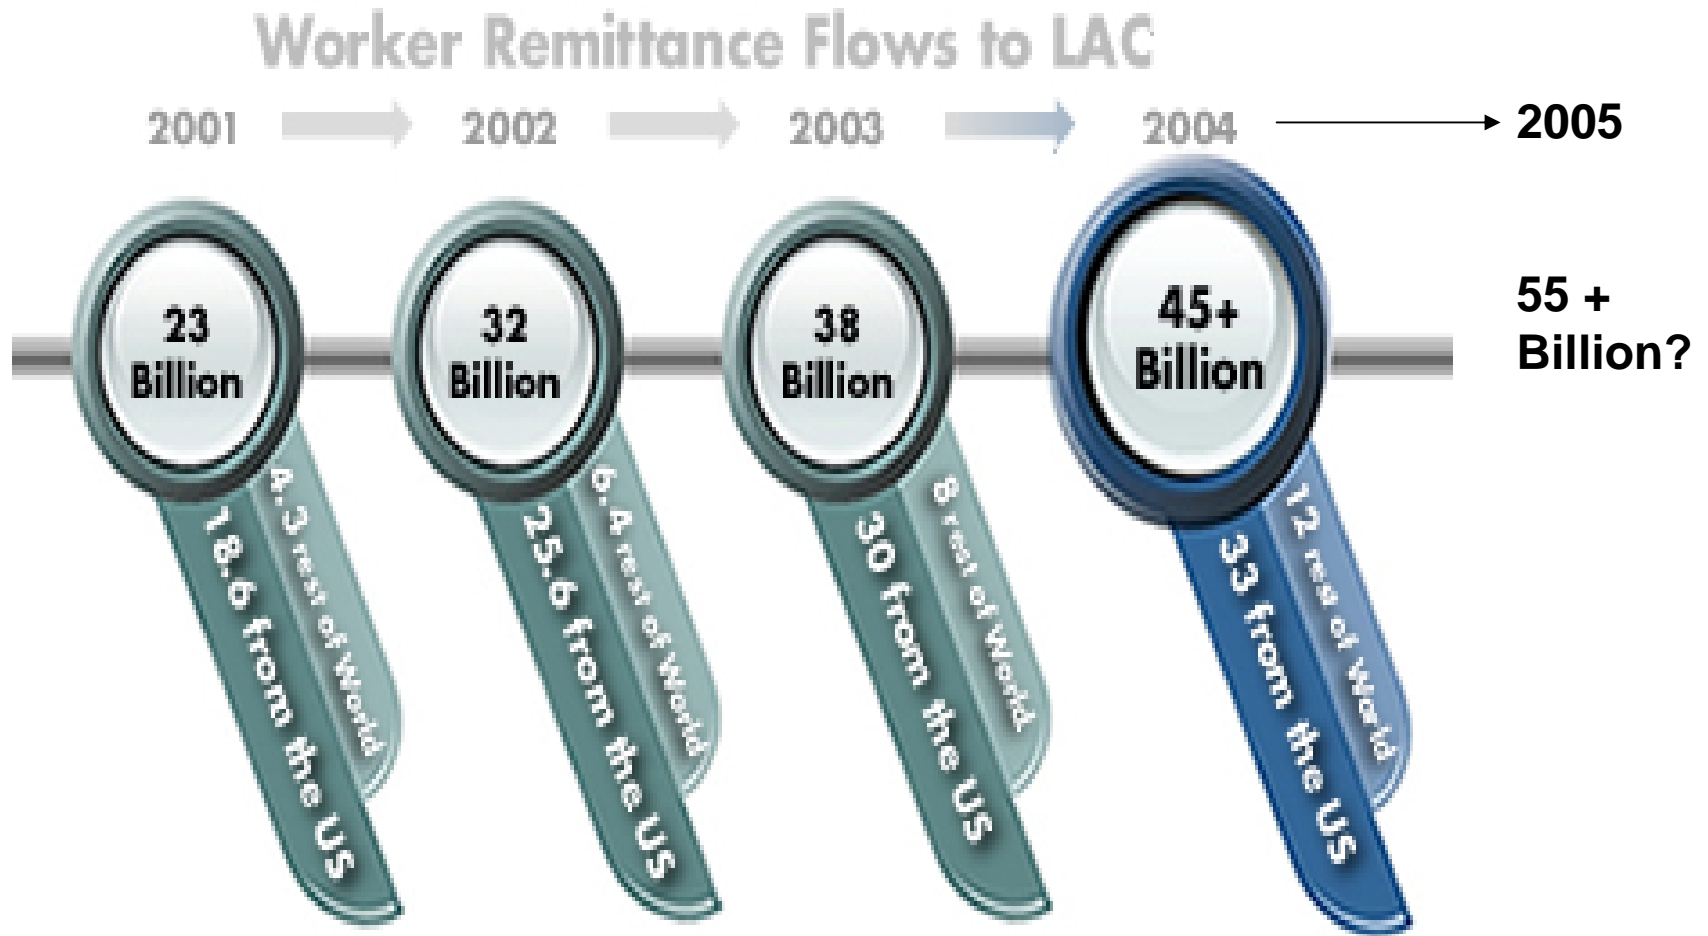 Worker Remittance Flows to LAC
2001
2002
2003
2004
2005
23
Billion
32
Billion
38
Billion
45+
Billion
55 +
Billion?
18.6 from the US
4.3 rest of World
25.6 from the US
6.4 rest of World
30 from the US
8 rest of World
33 from the US
12 rest of World